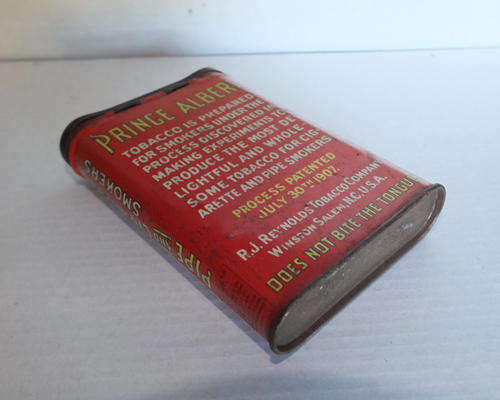 PRINCE ALBER
TOBACCO IS PREPARED
FOR SMOKERS UNDER THE
PROCESS DISCOVERED IN
MAKING EXPERIMENTS TO
PRODUCE THE MOST DE-
LIGHTFUL AND WHOLE-
SOME TOBACCO FOR CIG-
ARETTE AND PIPE SMOKERS
PROCESS PATENTED
JULY 30TH 1907.
R.J. REYNOLDS TOBACCO COMPANY
WINSTON SALEM, N.C., U.S.A.
DOES NOT BITE THE TONGUE
PIPE
SMOKERS